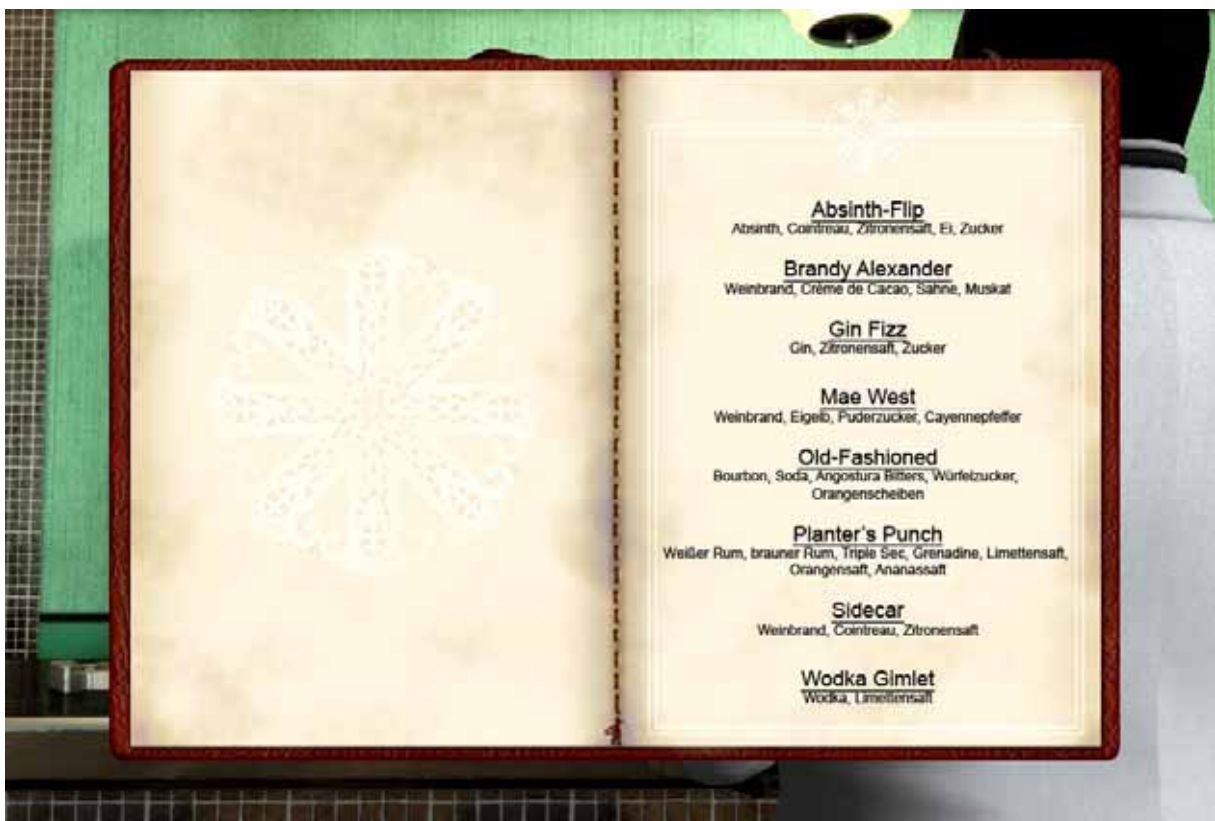 Absinth-Flip
Absinth, Cointreau, Zitronensaft, Ei, Zucker
Brandy Alexander
Weinbrand, Crème de Cacao, Sahne, Muskat
Gin Fizz
Gin, Zitronensaft, Zucker
Mae West
Weinbrand, Eigelb, Puderzucker, Cayennepfeffer
Old-Fashioned
Bourbon, Soda, Angostura Bitters, Würfelzucker,
Orangenscheiben
Planter's Punch
Weißer Rum, brauner Rum, Triple Sec, Grenadine, Limettensaft,
Orangensaft, Ananassaft
Sidecar
Weinbrand, Cointreau, Zitronensaft
Wodka Gimlet
Wodka, Limettensaft